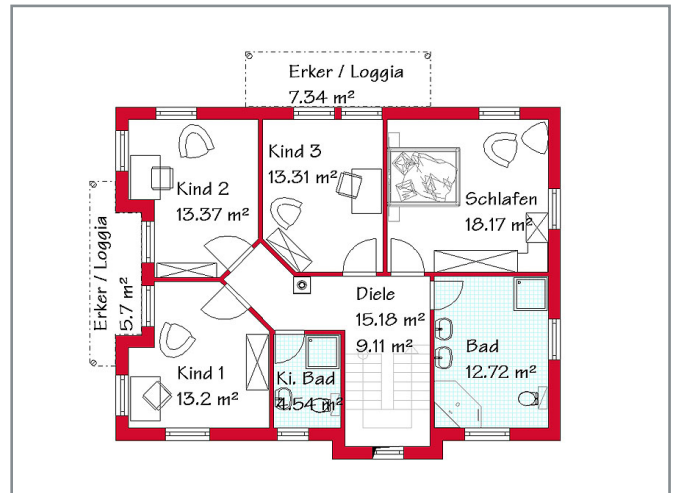 Erker / Loggia
7.34 m²
Kind 3
13.31 m²
Kind 2
13.37 m²
Schlafen
18.17 m²
Erker / Loggia
5.7 m²
Diele
15.18 m²
9.11 m²
Bad
12.72 m²
Kind 1
13.2 m²
Ki. Bad
4.54 m²